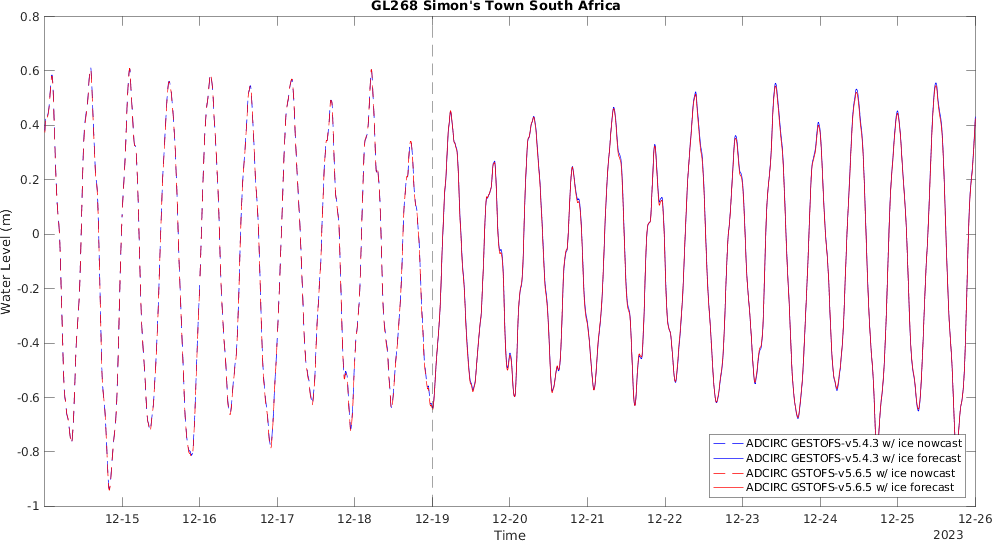 GL268 Simon's Town South Africa
0.8
0.6
0.4
0.2
0
-0.2
-0.4
-0.6
-0.8
-1
Water Level (m)
ADCIRC GESTOFS-v5.4.3 w/ ice nowcast
ADCIRC GESTOFS-v5.4.3 w/ ice forecast
ADCIRC GSTOFS-v5.6.5 w/ ice nowcast
ADCIRC GSTOFS-v5.6.5 w/ ice forecast
12-15 12-16 12-17 12-18 12-19 12-20 12-21 12-22 12-23 12-24 12-25 12-26
Time
2023